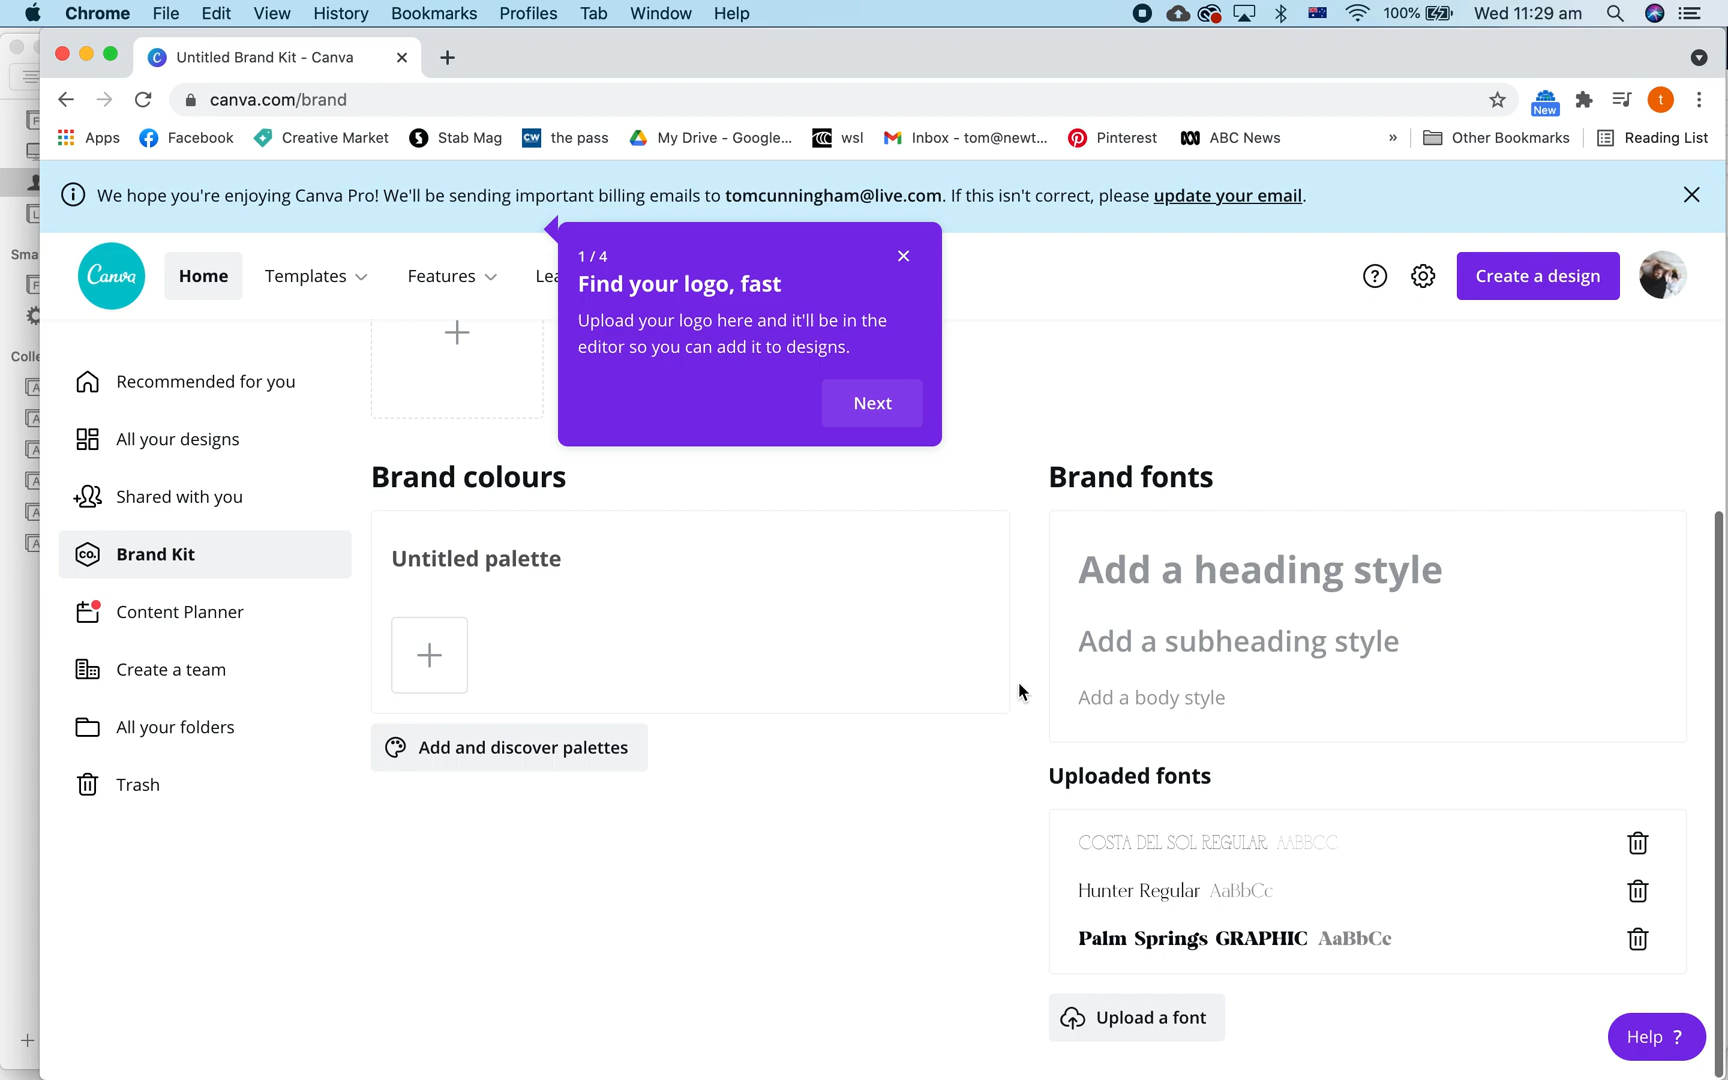 Chrome File Edit View History Bookmarks Profiles Tab Window Help 100% Wed 11:29 am
Untitled Brand Kit - Canva
canva.com/brand New t
Apps Facebook Creative Market Stab Mag cw the pass My Drive - Google... wsl Inbox - tom@newt... Pinterest ABC News » Other Bookmarks Reading List
We hope you're enjoying Canva Pro! We'll be sending important billing emails to tomcunningham@live.com. If this isn't correct, please update your email.
1 / 4
Find your logo, fast
Upload your logo here and it'll be in the
editor so you can add it to designs.
Next
Canva Home Templates Features Lea
Create a design
Sma
Colle
Recommended for you
All your designs
Shared with you
CO. Brand Kit
Content Planner
Create a team
All your folders
Trash
Brand colours
Untitled palette
Add and discover palettes
Brand fonts
Add a heading style
Add a subheading style
Add a body style
Uploaded fonts
COSTA DEL SOL REGULAR AABBCC
Hunter Regular AaBbCc
Palm Springs GRAPHIC AaBbCc
Upload a font
Help ?